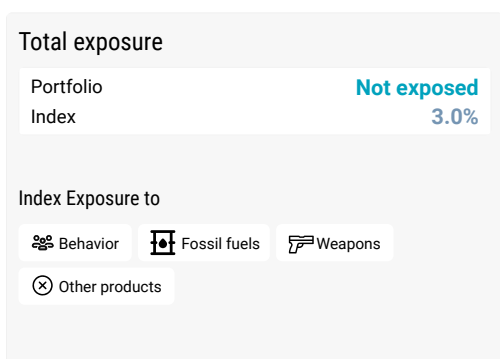 Total exposure
Portfolio Not exposed
Index 3.0%
Index Exposure to
Behavior Fossil fuels Weapons
Other products